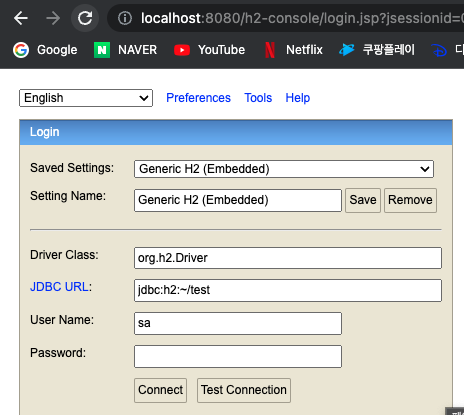 localhost:8080/h2-console/login.jsp?jsessionid=
Google NAVER YouTube Netflix 쿠팡플레이
English Preferences Tools Help
Login
Saved Settings: Generic H2 (Embedded)
Setting Name: Generic H2 (Embedded) Save Remove
Driver Class: org.h2.Driver
JDBC URL: jdbc:h2:~/test
User Name: sa
Password:
Connect Test Connection